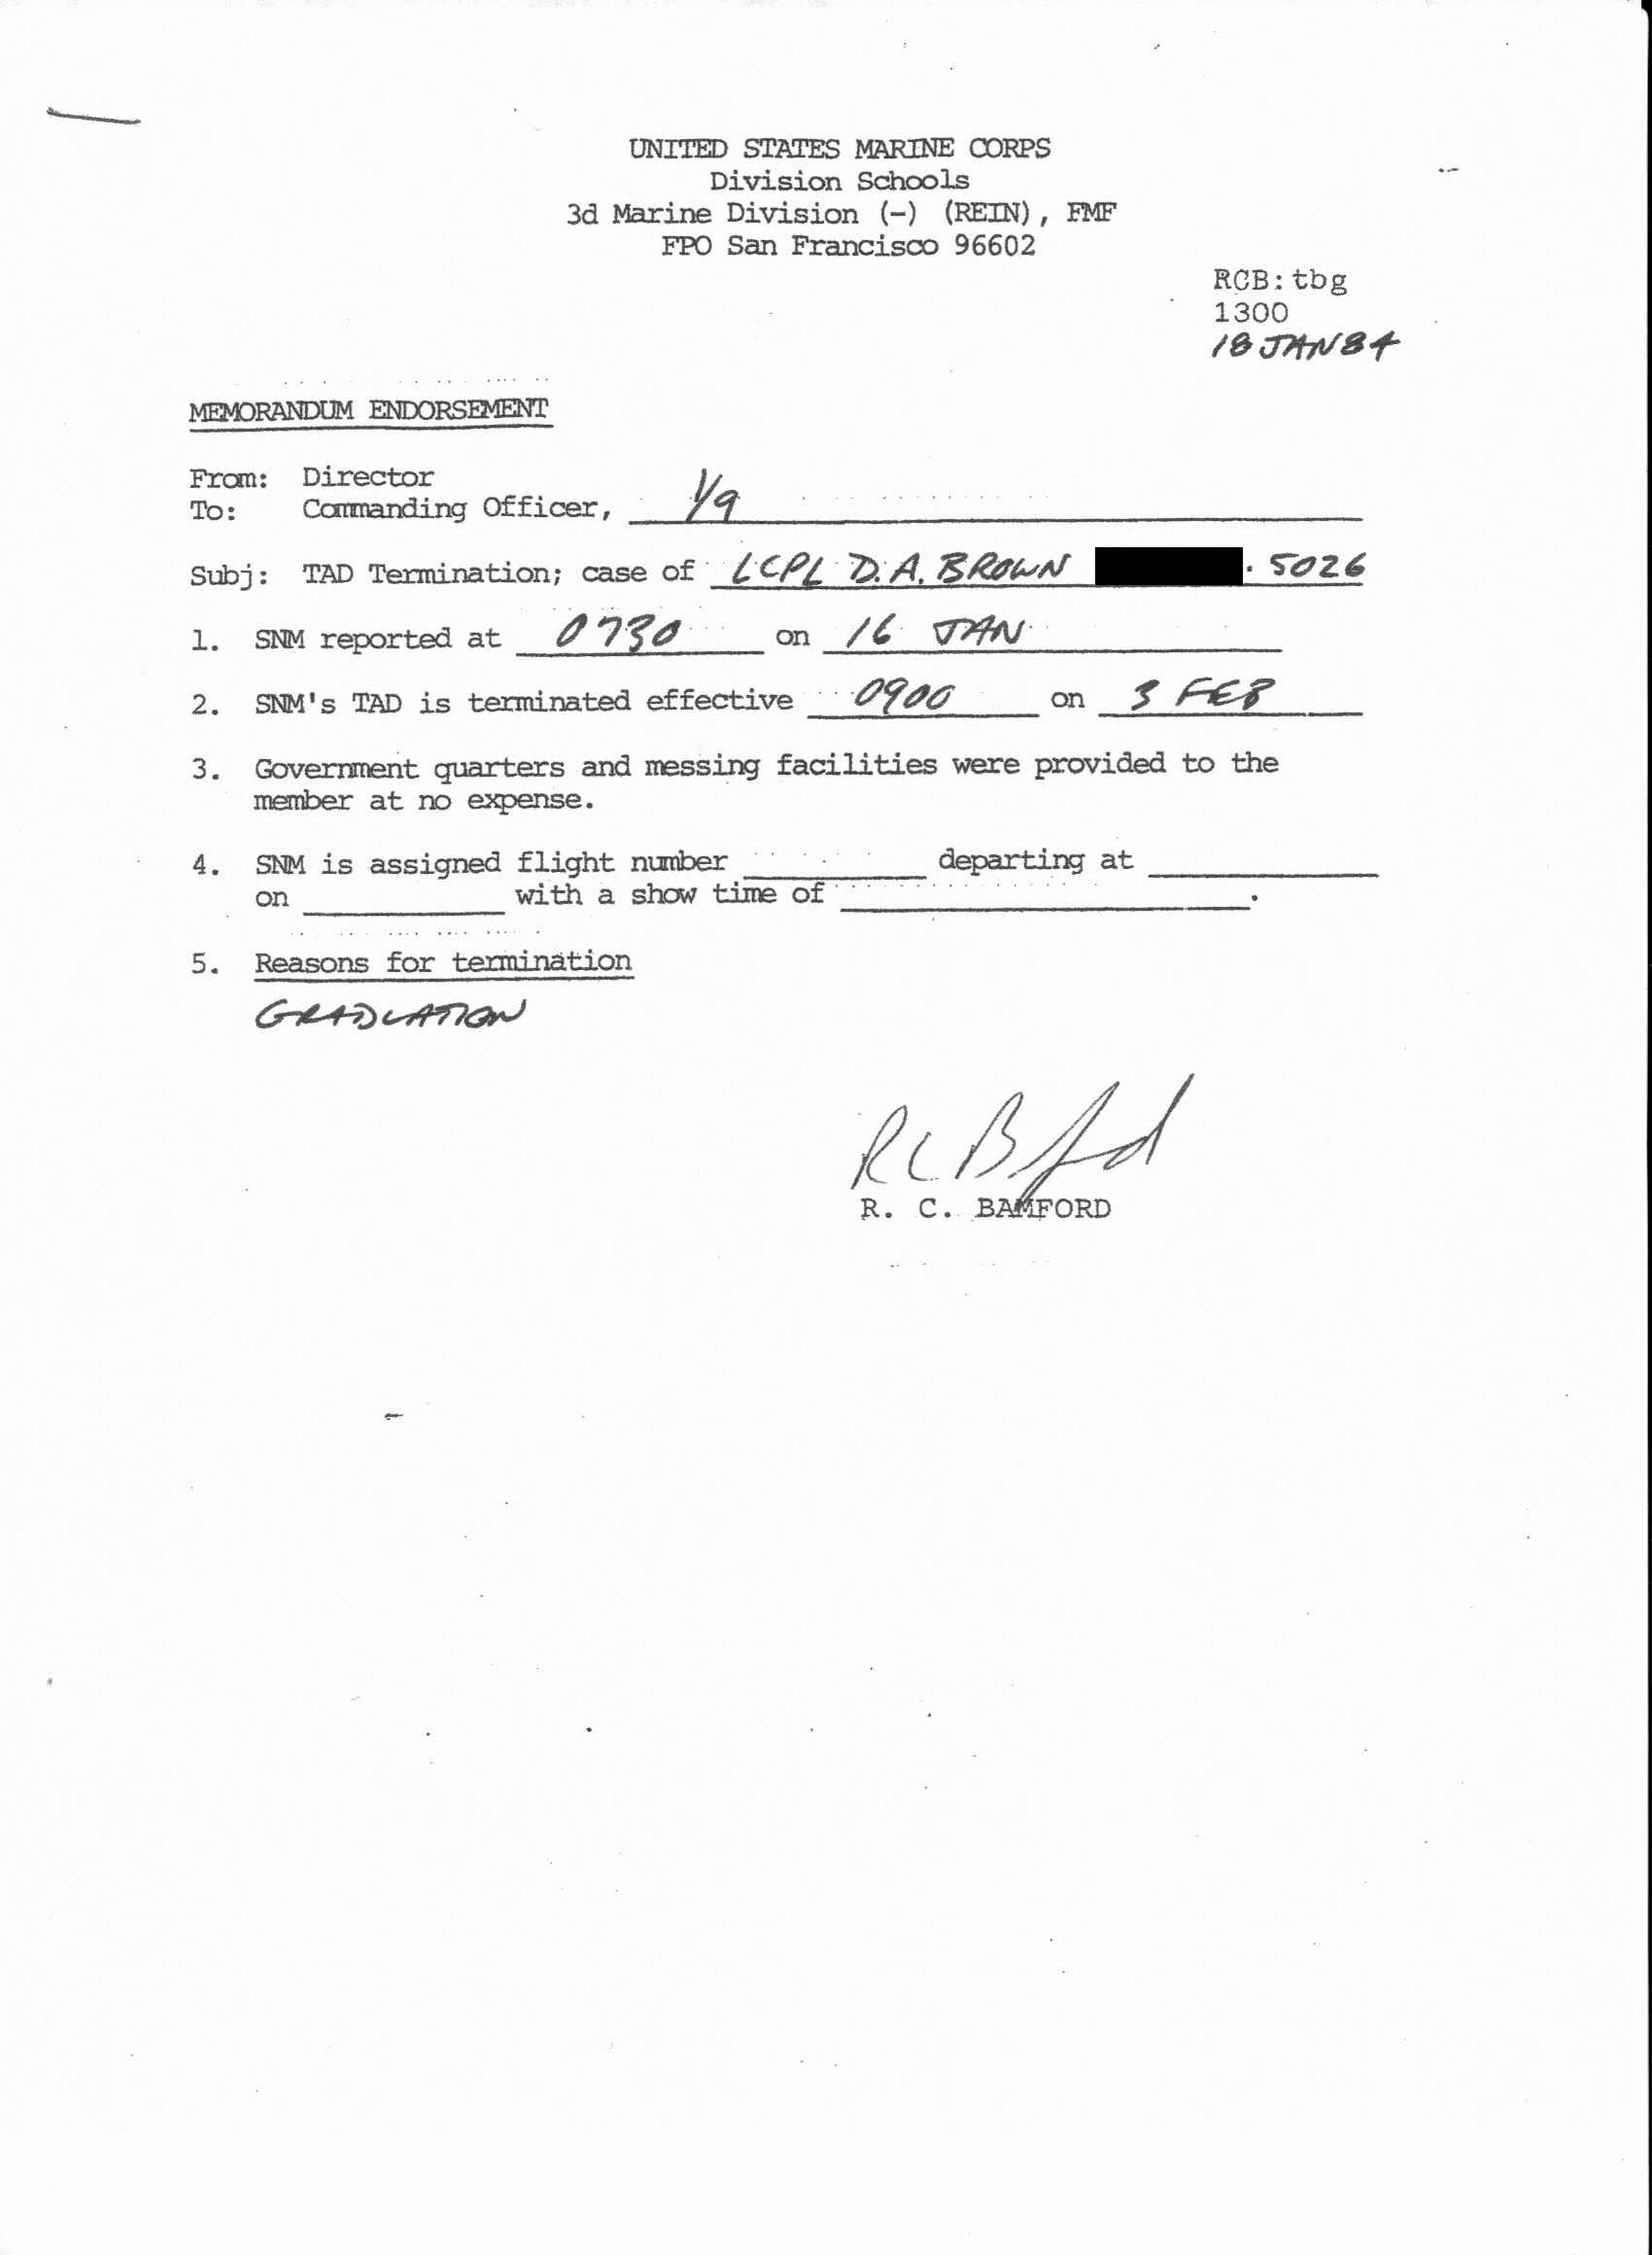 UNITED STATES MARINE CORPS
Division Schools
3d Marine Division (-) (REIN), FMF
FPO San Francisco 96602
RCB:tbg
1300
18 JAN 84
MEMORANDUM ENDORSEMENT
From: Director
To: Commanding Officer, 1/9
Subj: TAD Termination; case of LCPL D. A. BROWN . 5026
1. SNM reported at 0730 on 16 JAN
2. SNM's TAD is terminated effective 0900 on 3 FEB
3. Government quarters and messing facilities were provided to the
member at no expense.
4. SNM is assigned flight number departing at
on with a show time of .
5. Reasons for termination
GRADUATION
RCBfd
R. C. BAMFORD